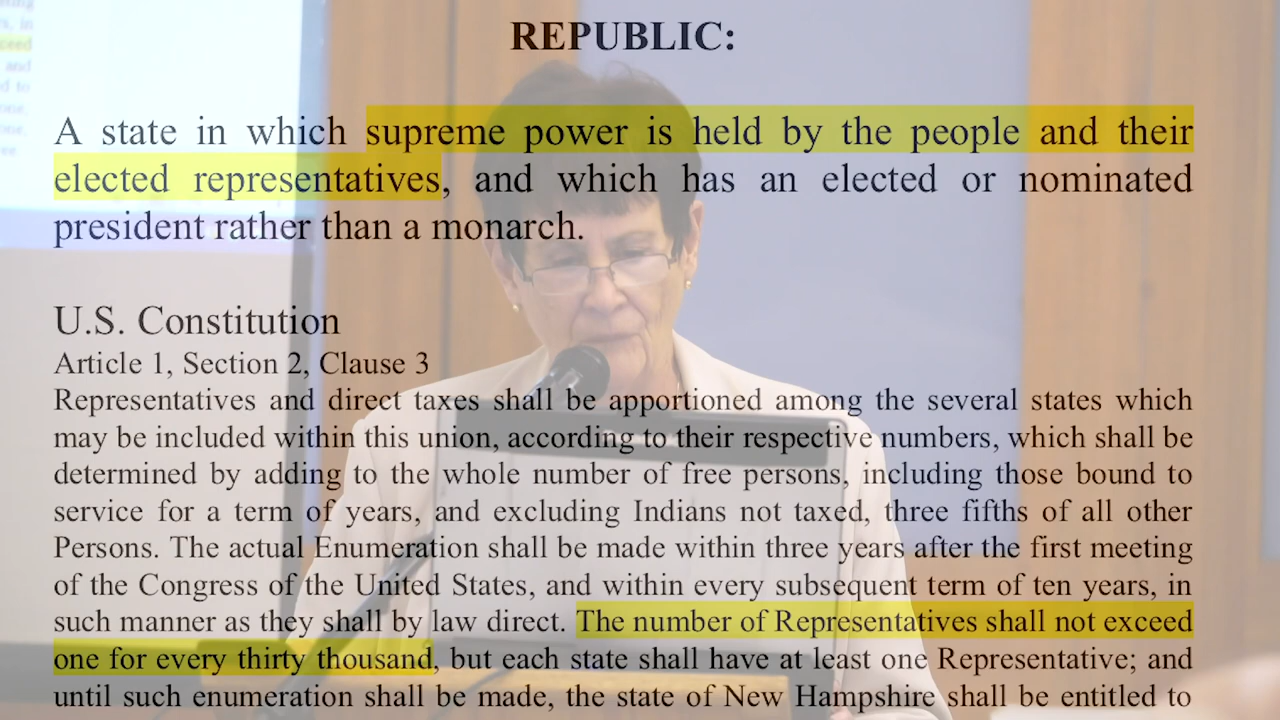 REPUBLIC:
A state in which supreme power is held by the people and their
elected representatives, and which has an elected or nominated
president rather than a monarch.
U.S. Constitution
Article 1, Section 2, Clause 3
Representatives and direct taxes shall be apportioned among the several states which
may be included within this union, according to their respective numbers, which shall be
determined by adding to the whole number of free persons, including those bound to
service for a term of years, and excluding Indians not taxed, three fifths of all other
Persons. The actual Enumeration shall be made within three years after the first meeting
of the Congress of the United States, and within every subsequent term of ten years, in
such manner as they shall by law direct. The number of Representatives shall not exceed
one for every thirty thousand, but each state shall have at least one Representative; and
until such enumeration shall be made, the state of New Hampshire shall be entitled to